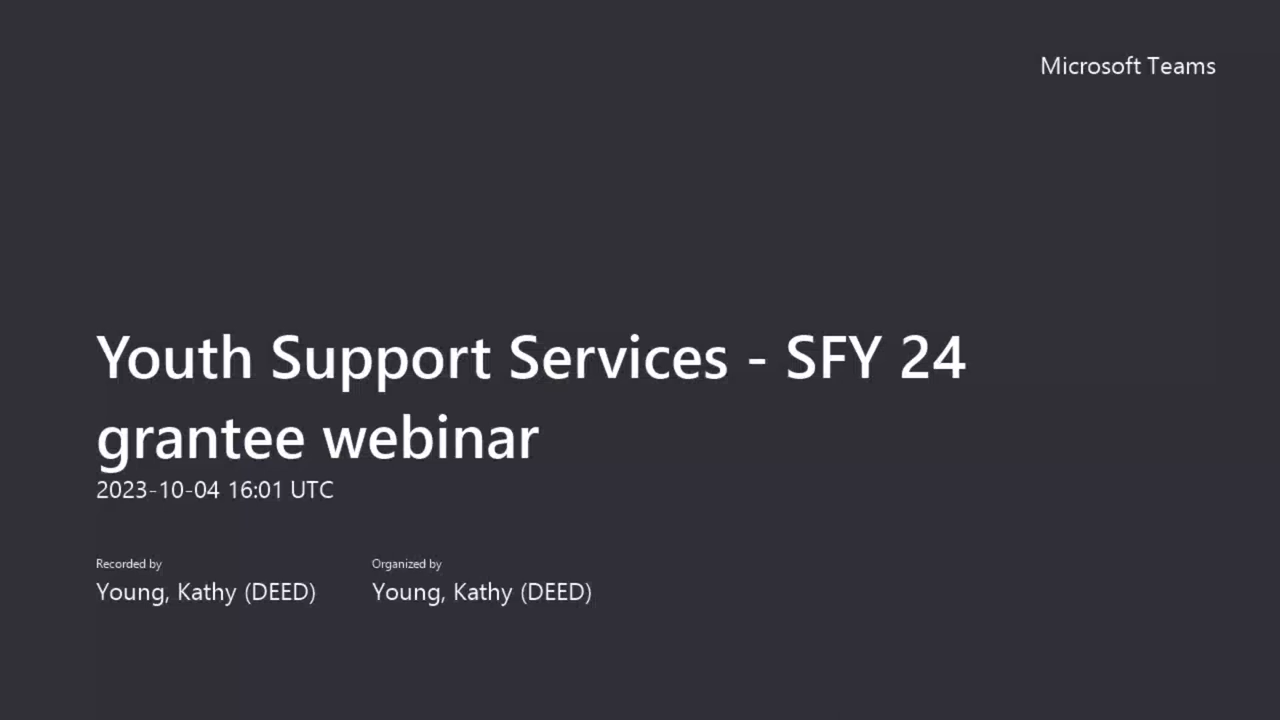 Microsoft Teams
Youth Support Services - SFY 24
grantee webinar
2023-10-04 16:01 UTC
Recorded by
Young, Kathy (DEED)
Organized by
Young, Kathy (DEED)